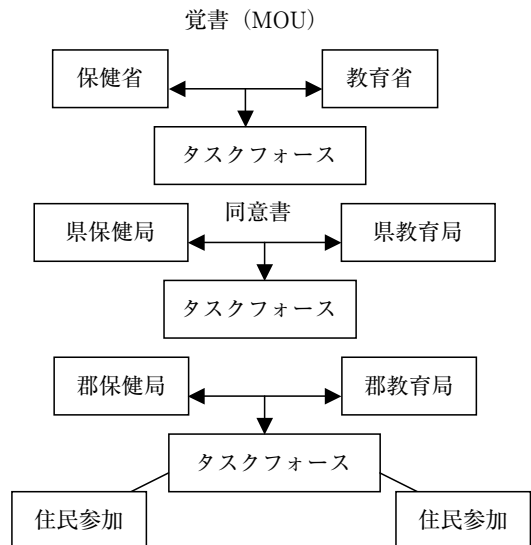 覚書（MOU）
保健省
教育省
タスクフォース
同意書
県保健局
県教育局
タスクフォース
郡保健局
郡教育局
タスクフォース
住民参加
住民参加